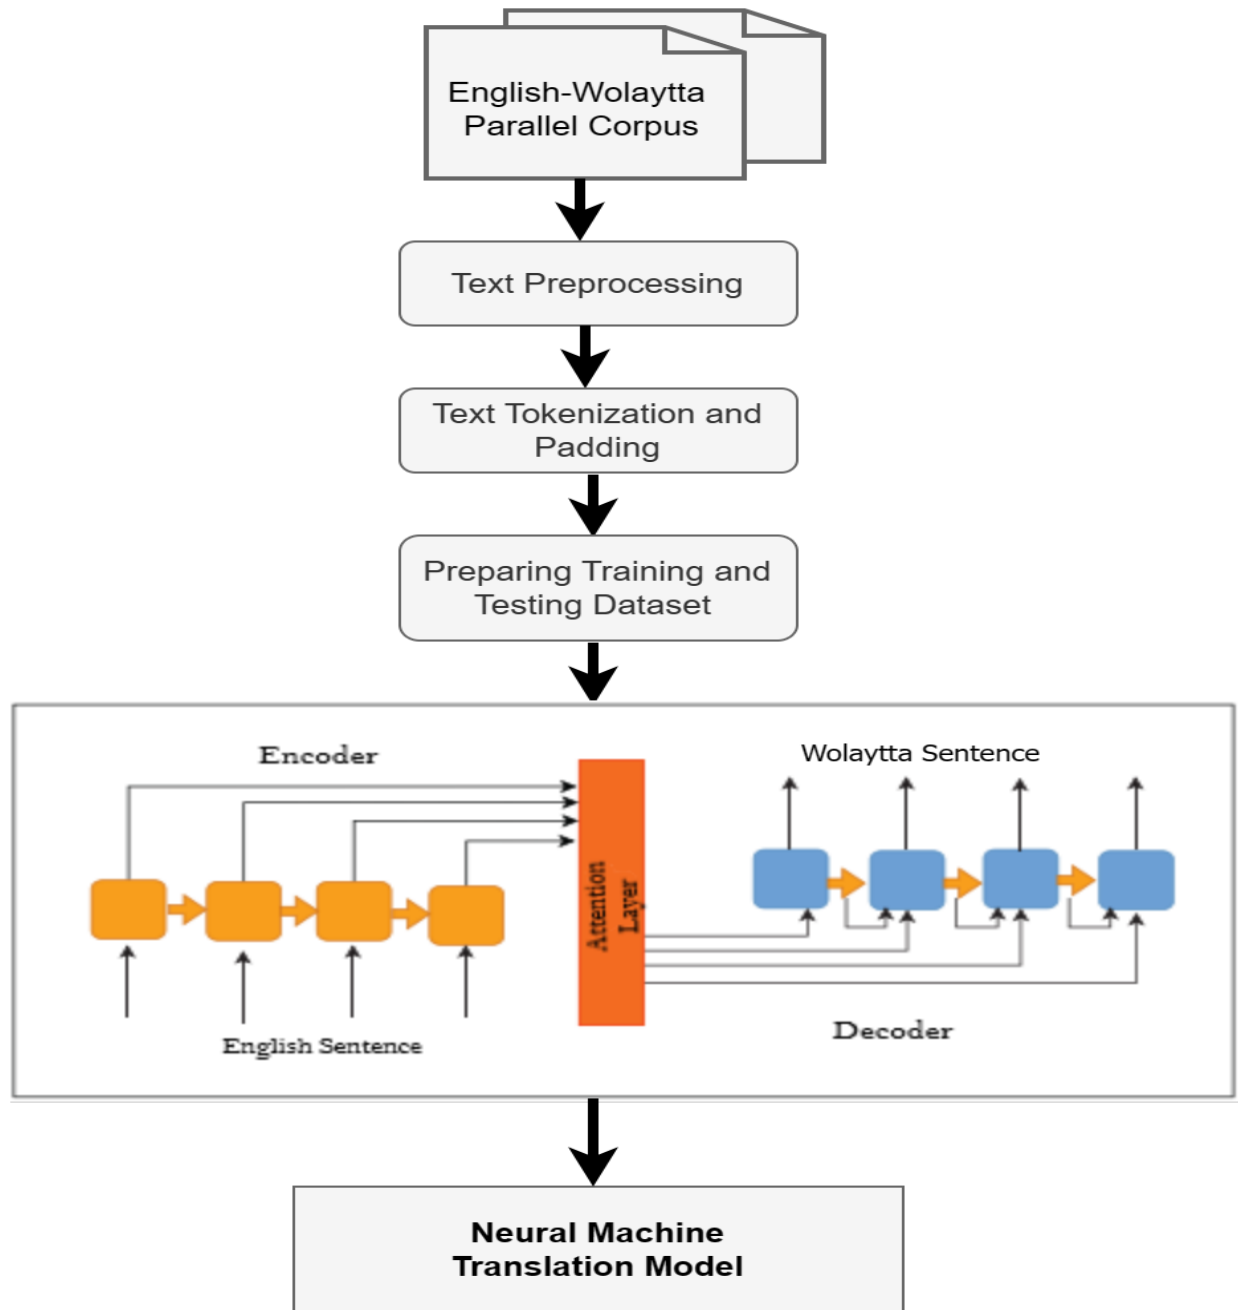 English-Wolaytta
Parallel Corpus
Text Preprocessing
Text Tokenization and
Padding
Preparing Training and
Testing Dataset
Encoder
Wolaytta Sentence
Attention
Layer
English Sentence
Decoder
Neural Machine
Translation Model